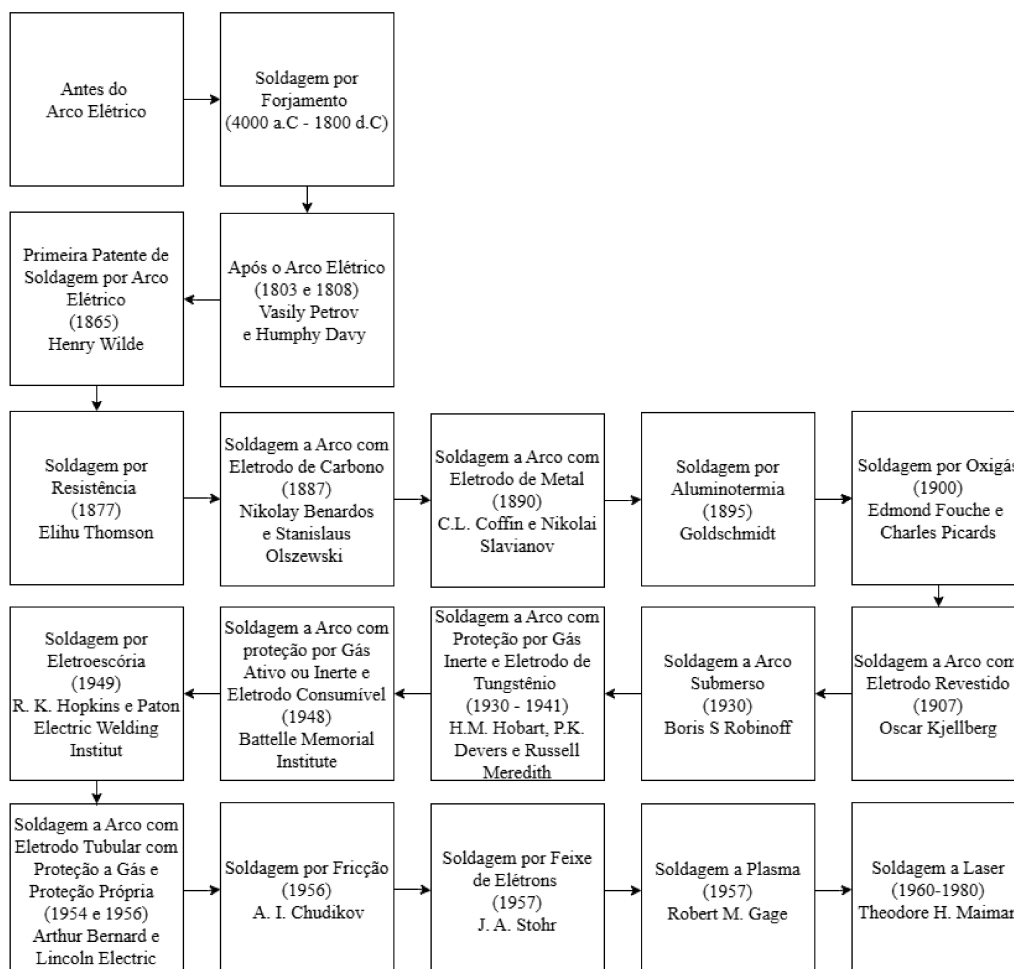 Antes do
Arco Elétrico
Soldagem por
Forjamento
(4000 a.C - 1800 d.C)
Após o Arco Elétrico
(1803 e 1808)
Vasily Petrov
e Humphy Davy
Primeira Patente de
Soldagem por Arco
Elétrico
(1865)
Henry Wilde
Soldagem por
Resistência
(1877)
Elihu Thomson
Soldagem a Arco com
Eletrodo de Carbono
(1887)
Nikolay Benardos
e Stanislaus
Olszewski
Soldagem a Arco com
Eletrodo de Metal
(1890)
C.L. Coffin e Nikolai
Slavianov
Soldagem por
Aluminotermia
(1895)
Goldschmidt
Soldagem por Oxigás
(1900)
Edmond Fouche e
Charles Picards
Soldagem a Arco com
Eletrodo Revestido
(1907)
Oscar Kjellberg
Soldagem a Arco
Submerso
(1930)
Boris S Robinoff
Soldagem a Arco com
Proteção por Gás
Inerte e Eletrodo de
Tungstênio
(1930 - 1941)
H.M. Hobart, P.K.
Devers e Russell
Meredith
Soldagem a Arco com
proteção por Gás
Ativo ou Inerte e
Eletrodo Consumível
(1948)
Battelle Memorial
Institute
Soldagem por
Eletroescória
(1949)
R. K. Hopkins e Paton
Electric Welding
Institut
Soldagem a Arco com
Eletrodo Tubular com
Proteção a Gás e
Proteção Própria
(1954 e 1956)
Arthur Bernard e
Lincoln Electric
Soldagem por Fricção
(1956)
A. I. Chudikov
Soldagem por Feixe
de Elétrons
(1957)
J. A. Stohr
Soldagem a Plasma
(1957)
Robert M. Gage
Soldagem a Laser
(1960-1980)
Theodore H. Maiman